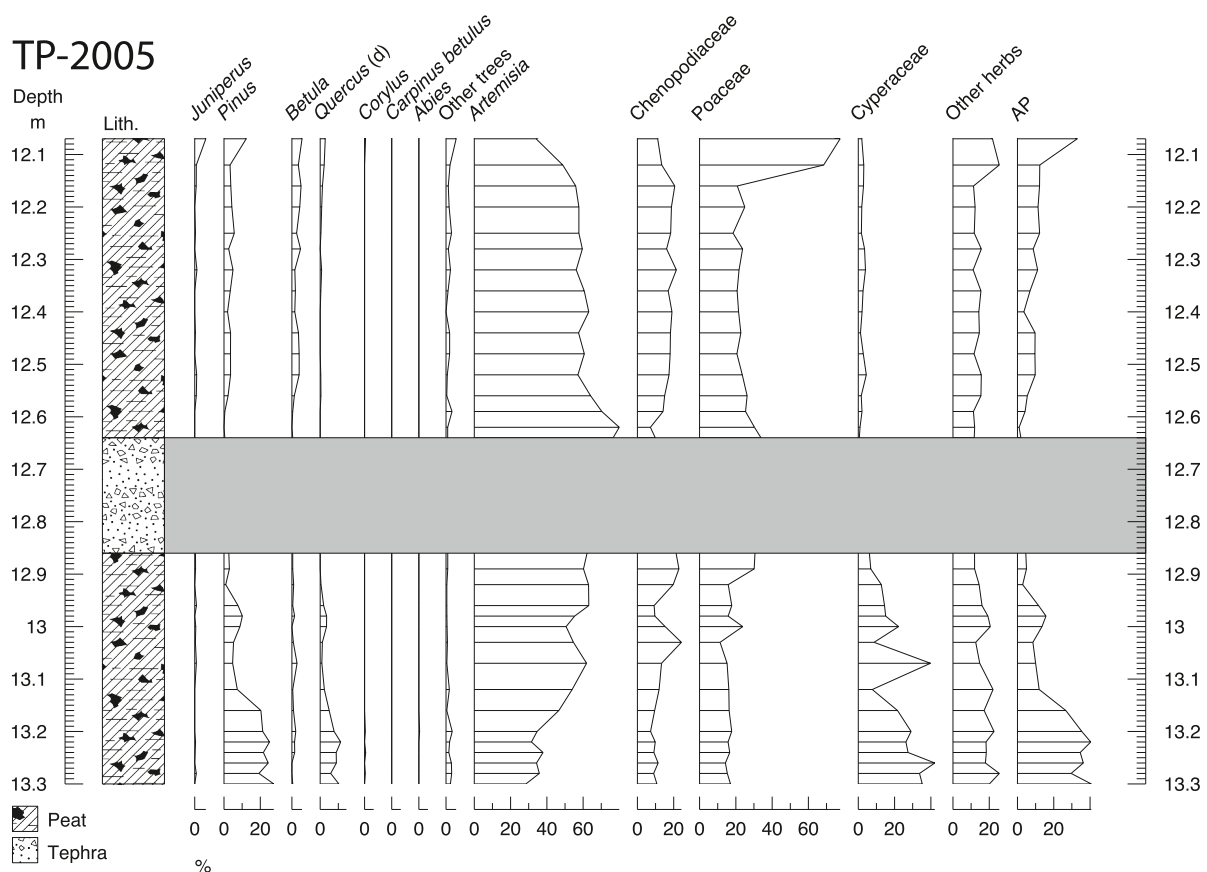 TP-2005
Depth
m
Lith.
Juniperus
Pinus
Betula
Quercus (d)
Corylus
Carpinus betulus
Abies
Other trees
Artemisia
Chenopodiaceae
Poaceae
Cyperaceae
Other herbs
AP
12.1 12.1
12.2 12.2
12.3 12.3
12.4 12.4
12.5 12.5
12.6 12.6
12.7 12.7
12.8 12.8
12.9 12.9
13 13
13.1 13.1
13.2 13.2
13.3 13.3
Peat
Tephra
0 0 20 0 0 0 0 0 0 0 20 40 60 0 0 20 40 60 0 20 0 0 20
%